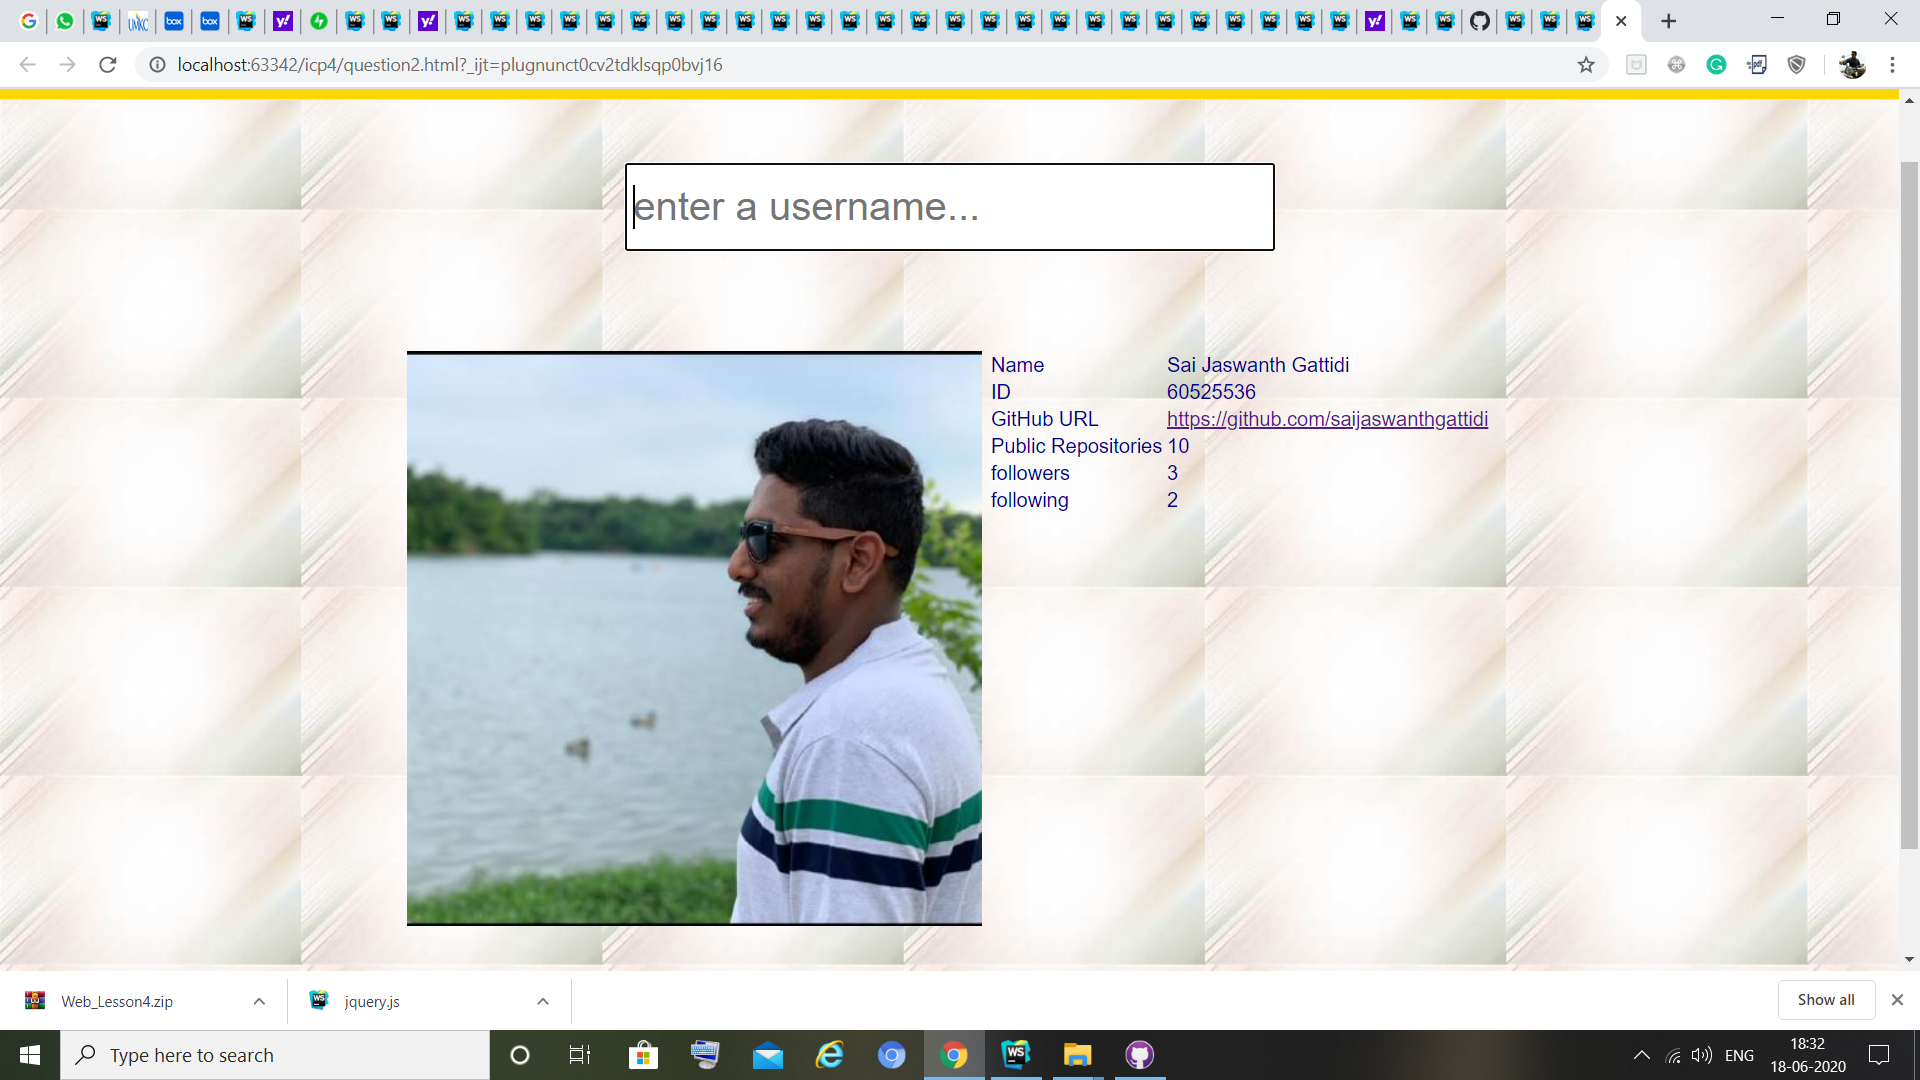 localhost:63342/icp4/question2.html?_ijt=plugnunct0cv2tdklsqp0bvj16
enter a username...
Name Sai Jaswanth Gattidi
ID 60525536
GitHub URL https://github.com/saijaswanthgattidi
Public Repositories 10
followers 3
following 2
Web_Lesson4.zip
jquery.js
Show all
Type here to search
ENG
18:32
18-06-2020